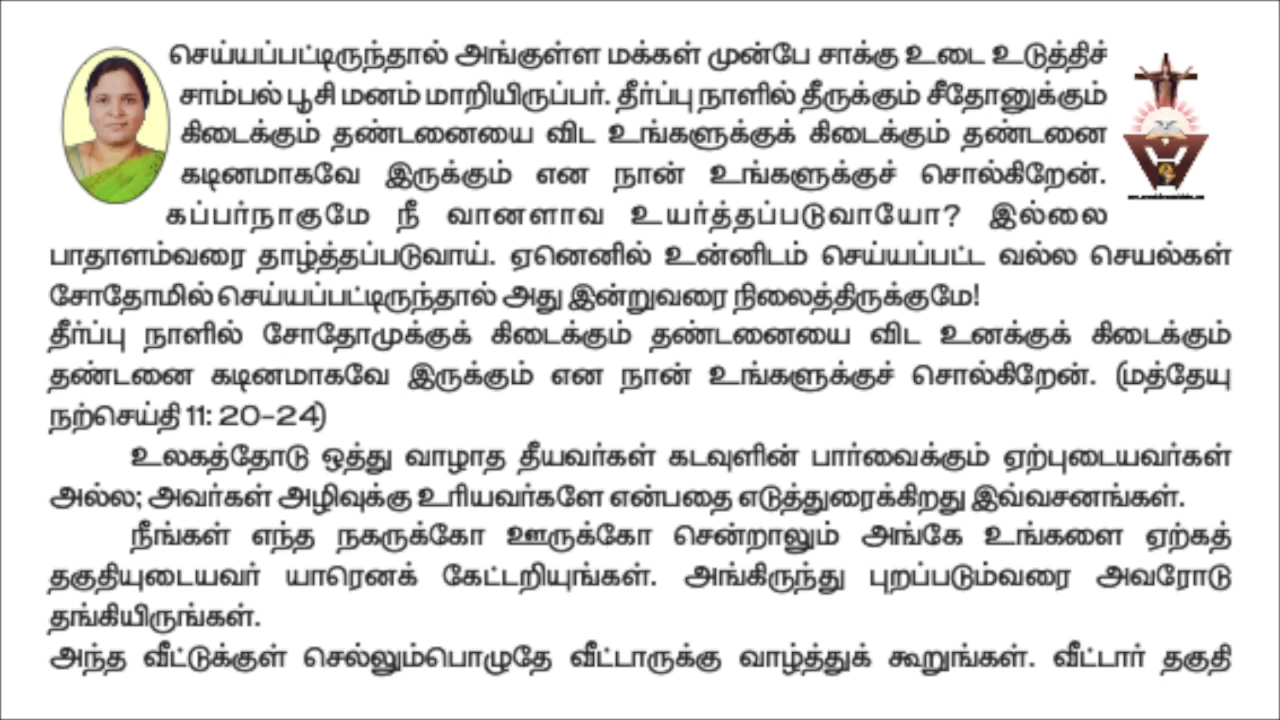 செய்யப்பட்டிருந்தால் அங்குள்ள மக்கள் முன்பே சாக்கு உடை உடுத்திச்
சாம்பல் பூசி மனம் மாறியிருப்பர். தீர்ப்பு நாளில் தீருக்கும் சீதோனுக்கும்
கிடைக்கும் தண்டனையை விட உங்களுக்குக் கிடைக்கும் தண்டனை
கடினமாகவே இருக்கும் என நான் உங்களுக்குச் சொல்கிறேன்.
கப்பர்நாகுமே நீ வானளாவ உயர்த்தப்படுவாயோ? இல்லை
பாதாளம்வரை தாழ்த்தப்படுவாய். ஏனெனில் உன்னிடம் செய்யப்பட்ட வல்ல செயல்கள்
சோதோமில் செய்யப்பட்டிருந்தால் அது இன்றுவரை நிலைத்திருக்குமே!
தீர்ப்பு நாளில் சோதோமுக்குக் கிடைக்கும் தண்டனையை விட உனக்குக் கிடைக்கும்
தண்டனை கடினமாகவே இருக்கும் என நான் உங்களுக்குச் சொல்கிறேன். (மத்தேயு
நற்செய்தி 11: 20-24)
உலகத்தோடு ஒத்து வாழாத தீயவர்கள் கடவுளின் பார்வைக்கும் ஏற்புடையவர்கள்
அல்ல; அவர்கள் அழிவுக்கு உரியவர்களே என்பதை எடுத்துரைக்கிறது இவ்வசனங்கள்.
நீங்கள் எந்த நகருக்கோ ஊருக்கோ சென்றாலும் அங்கே உங்களை ஏற்கத்
தகுதியுடையவர் யாரெனக் கேட்டறியுங்கள். அங்கிருந்து புறப்படும்வரை அவரோடு
தங்கியிருங்கள்.
அந்த வீட்டுக்குள் செல்லும்பொழுதே வீட்டாருக்கு வாழ்த்துக் கூறுங்கள். வீட்டார் தகுதி